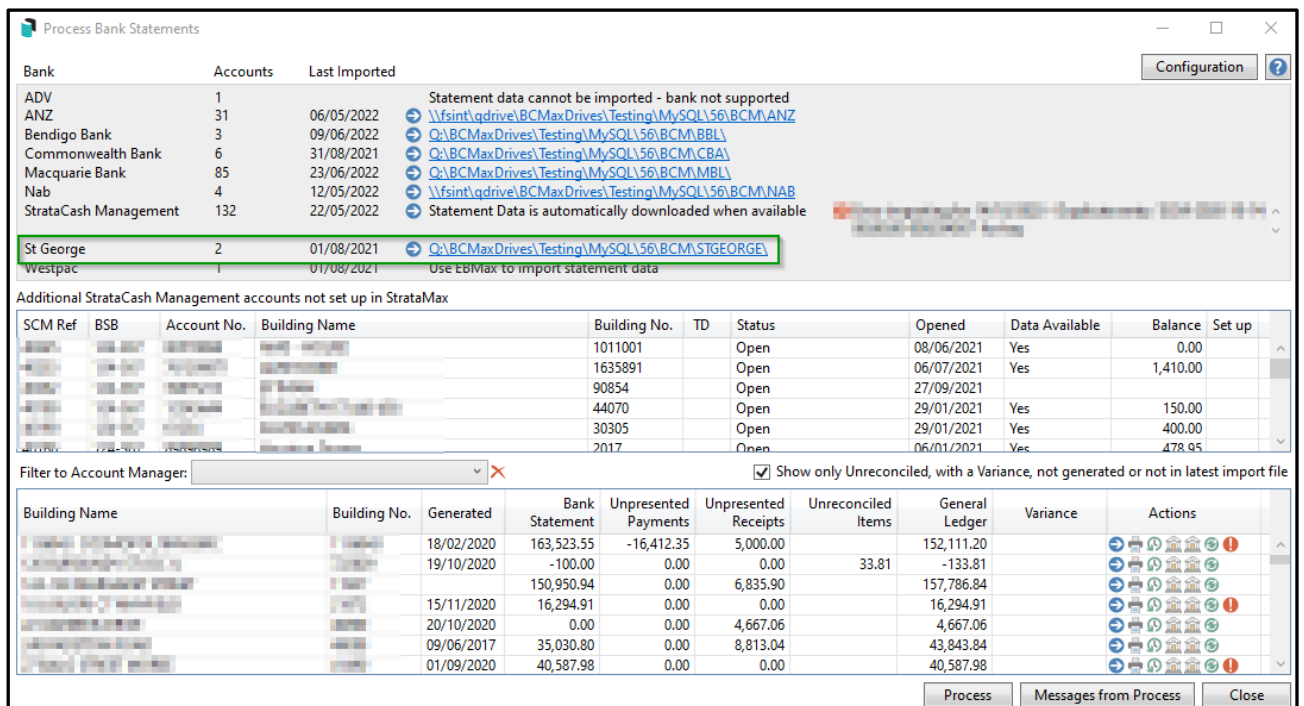 Process Bank Statements
Configuration
Bank Accounts Last Imported
ADV 1 Statement data cannot be imported - bank not supported
ANZ 31 06/05/2022 \\fsint\qdrive\BCMaxDrives\Testing\MySQL\56\BCM\ANZ
Bendigo Bank 3 09/06/2022 Q:\BCMaxDrives\Testing\MySQL\56\BCM\BBL\
Commonwealth Bank 6 31/08/2021 Q:\BCMaxDrives\Testing\MySQL\56\BCM\CBA\
Macquarie Bank 85 23/06/2022 Q:\BCMaxDrives\Testing\MySQL\56\BCM\MBL\
Nab 4 12/05/2022 \\fsint\qdrive\BCMaxDrives\Testing\MySQL\56\BCM\NAB
StrataCash Management 132 22/05/2022 Statement Data is automatically downloaded when available
St George 2 01/08/2021 Q:\BCMaxDrives\Testing\MySQL\56\BCM\STGEORGE\
Westpac 1 01/08/2021 Use EBMax to import statement data
Additional StrataCash Management accounts not set up in StrataMax
SCM Ref BSB Account No. Building Name Building No. TD Status Opened Data Available Balance Set up
1011001 Open 08/06/2021 Yes 0.00
1635891 Open 06/07/2021 Yes 1,410.00
90854 Open 27/09/2021
44070 Open 29/01/2021 Yes 150.00
30305 Open 29/01/2021 Yes 400.00
2017 Open 06/01/2021 Yes 478.95
Filter to Account Manager: Show only Unreconciled, with a Variance, not generated or not in latest import file
Building Name Building No. Generated Bank Statement Unpresented Payments Unpresented Receipts Unreconciled Items General Ledger Variance Actions
18/02/2020 163,523.55 -16,412.35 5,000.00 152,111.20
19/10/2020 -100.00 0.00 0.00 33.81 -133.81
150,950.94 0.00 6,835.90 157,786.84
15/11/2020 16,294.91 0.00 0.00 16,294.91
20/10/2020 0.00 0.00 4,667.06 4,667.06
09/06/2017 35,030.80 0.00 8,813.04 43,843.84
01/09/2020 40,587.98 0.00 0.00 40,587.98
Process Messages from Process Close